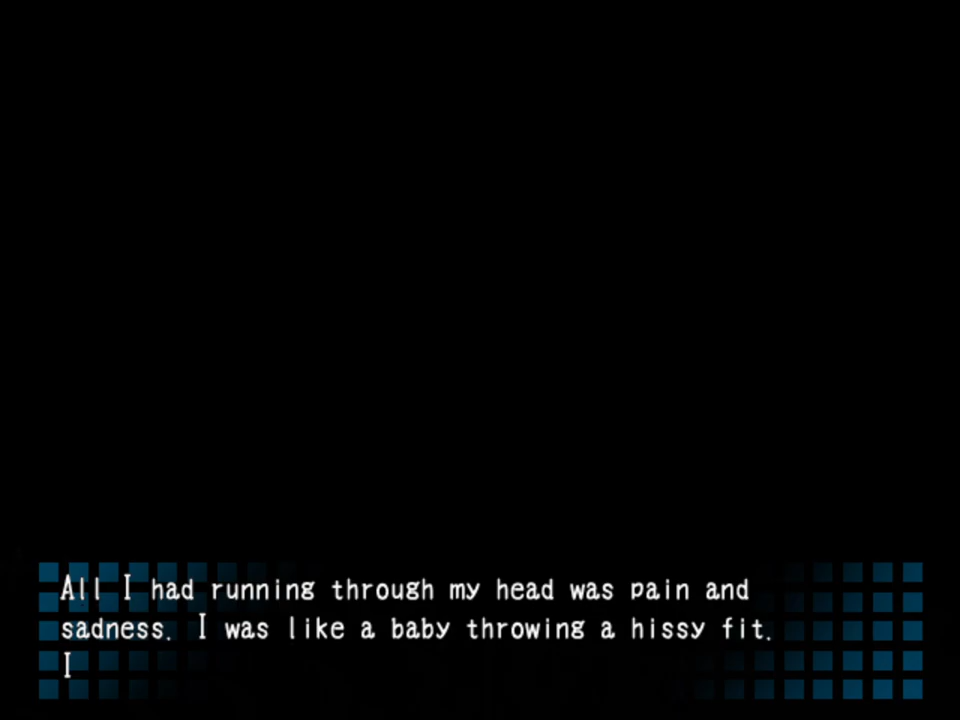 All I had running through my head was pain and
sadness. I was like a baby throwing a hissy fit.
I